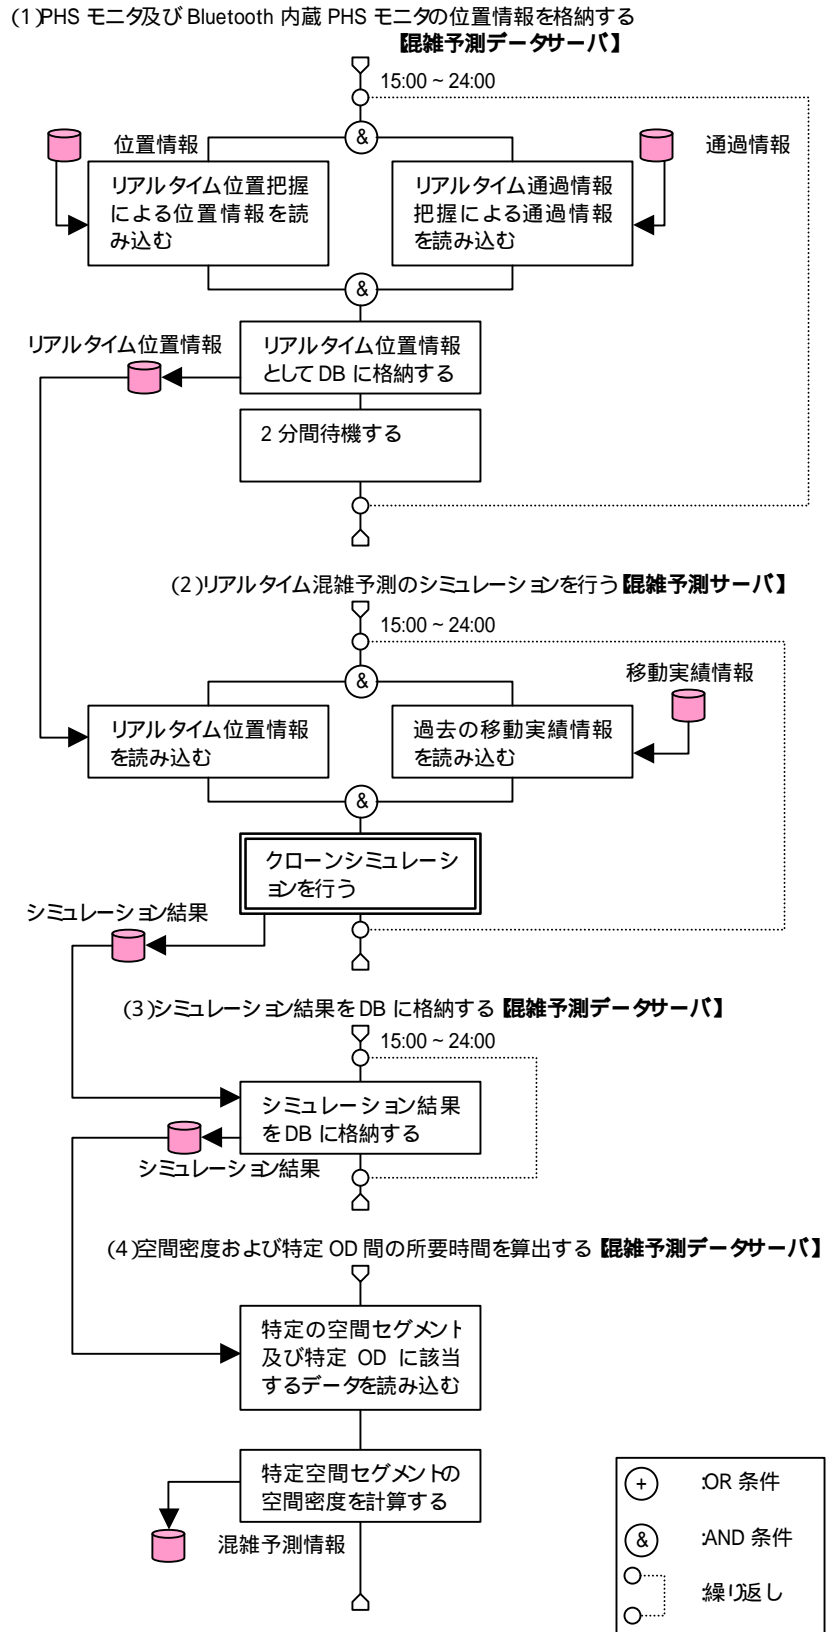 (1)PHS モニタ及び Bluetooth 内蔵 PHS モニタの位置情報を格納する
【混雑予測データサーバ】
15:00 ~ 24:00
&
位置情報
通過情報
リアルタイム位置把握
による位置情報を読
み込む
リアルタイム通過情報
把握による通過情報
を読み込む
&
リアルタイム位置情報
リアルタイム位置情報
として DB に格納する
2 分間待機する
(2)リアルタイム混雑予測のシミュレーションを行う【混雑予測サーバ】
15:00 ~ 24:00
&
移動実績情報
リアルタイム位置情報
を読み込む
過去の移動実績情報
を読み込む
&
クローンシミュレーシ
ョンを行う
シミュレーション結果
(3)シミュレーション結果を DB に格納する【混雑予測データサーバ】
15:00 ~ 24:00
シミュレーション結果
を DB に格納する
シミュレーション結果
(4)空間密度および特定 OD 間の所要時間を算出する【混雑予測データサーバ】
特定の空間セグメント
及び特定 OD に該当
するデータを読み込む
特定空間セグメントの
空間密度を計算する
混雑予測情報
+ :OR 条件
& :AND 条件
:繰り返し